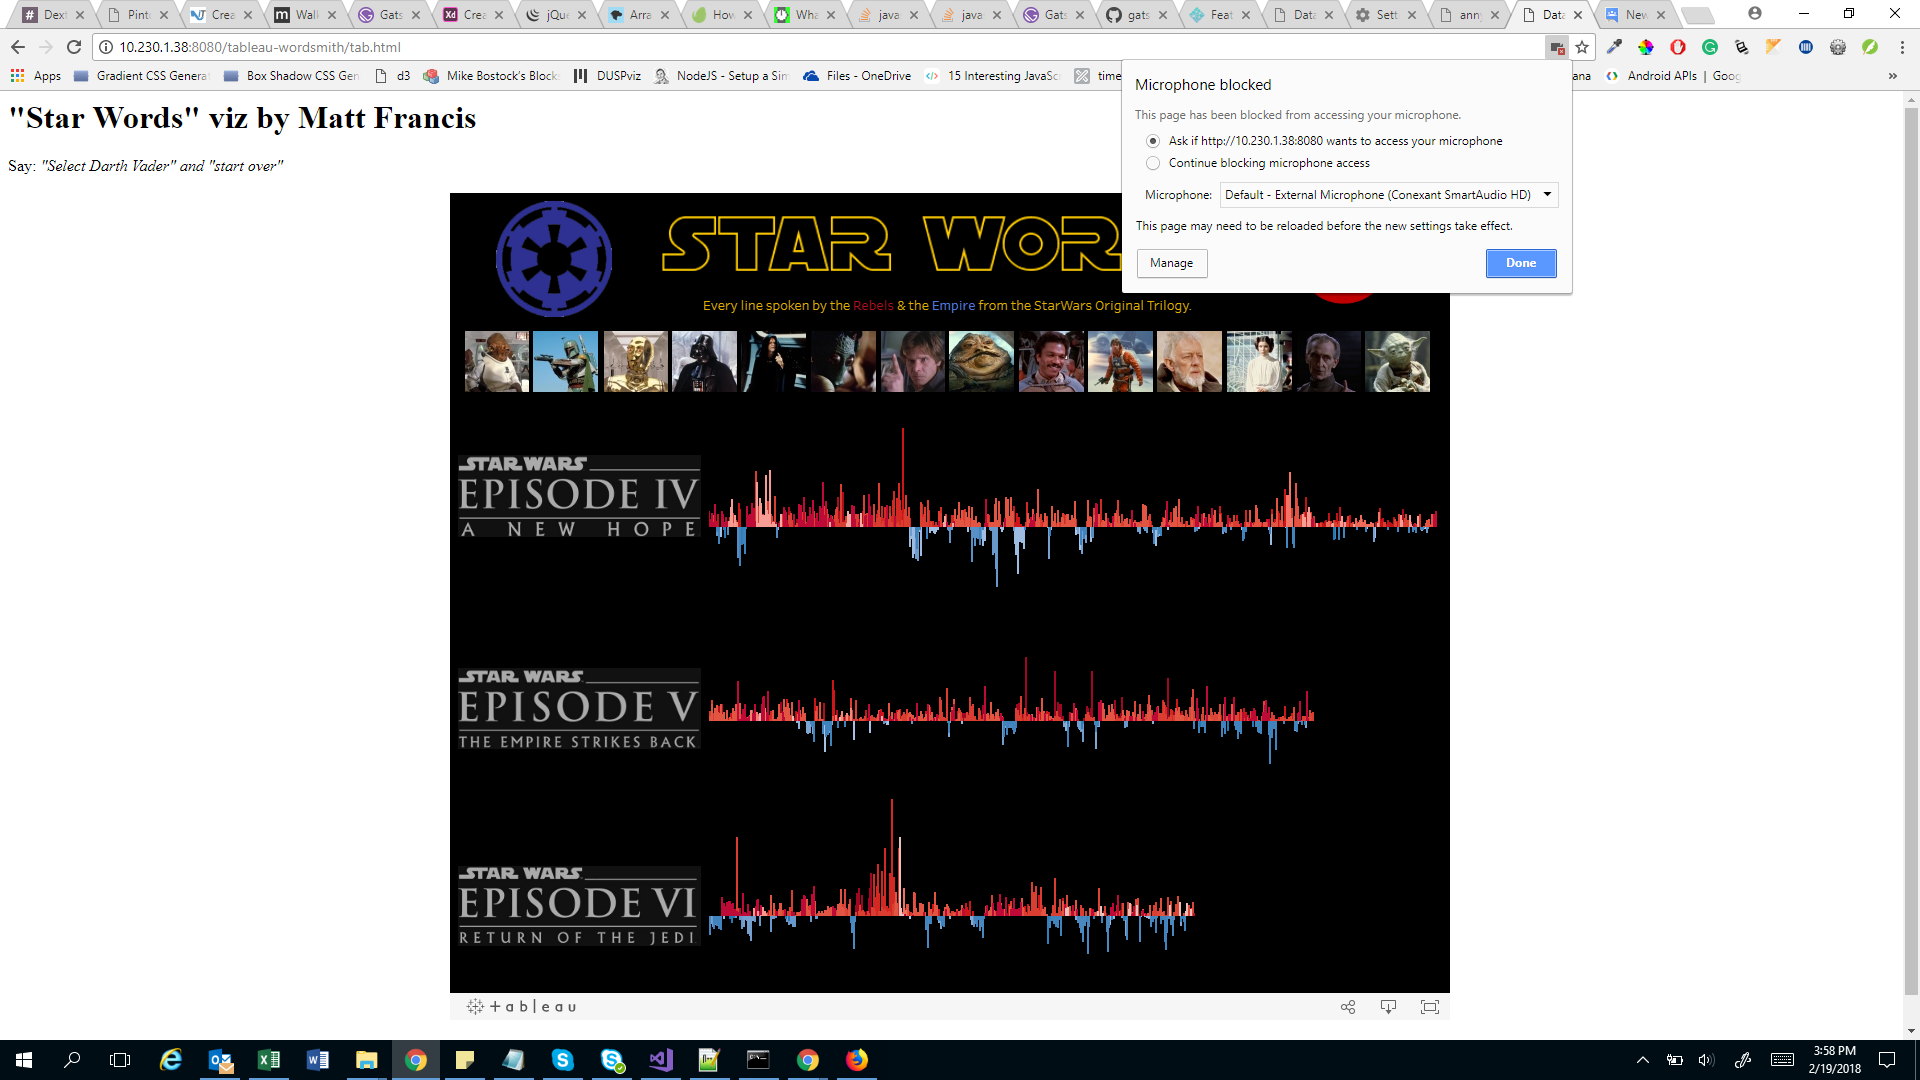 Dext
Pint
Crea
Walk
Gats
Crea
jQue
Arra
How
Wha
java
java
Gats
gats
Feat
Data
Sett
ann
Data
New
10.230.1.38:8080/tableau-wordsmith/tab.html
Apps
Gradient CSS Genera
Box Shadow CSS Gen
d3
Mike Bostock's Blocks
DUSPviz
NodeJS - Setup a Sim
Files - OneDrive
15 Interesting JavaSc
time
ana
Android APIs | Goog
»
Microphone blocked
This page has been blocked from accessing your microphone.
Ask if http://10.230.1.38:8080 wants to access your microphone
Continue blocking microphone access
Microphone: Default - External Microphone (Conexant SmartAudio HD)
This page may need to be reloaded before the new settings take effect.
Manage
Done
"Star Words" viz by Matt Francis
Say: "Select Darth Vader" and "start over"
STAR WOR
Every line spoken by the Rebels & the Empire from the StarWars Original Trilogy.
STAR WARS
EPISODE IV
A NEW HOPE
STAR WARS
EPISODE V
THE EMPIRE STRIKES BACK
STAR WARS
EPISODE VI
RETURN OF THE JEDI
+ableau
3:58 PM
2/19/2018